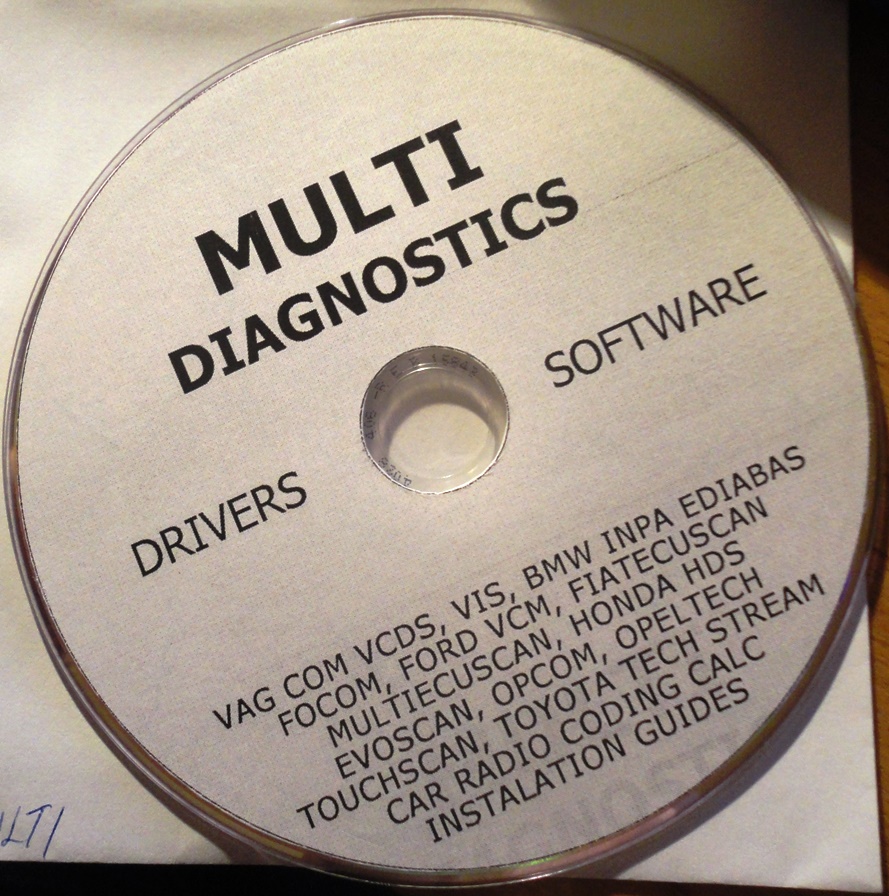 MULTI
DIAGNOSTICS
SOFTWARE
DRIVERS
VAG COM VCDS, VIS, BMW INPA EDIABAS
FOCOM, FORD VCM, FIATECUSCAN
MULTIECUSCAN, HONDA HDS
EVOSCAN, OPCOM, OPELTECH
TOUCHSCAN, TOYOTA TECH STREAM
CAR RADIO CODING CALC
INSTALATION GUIDES